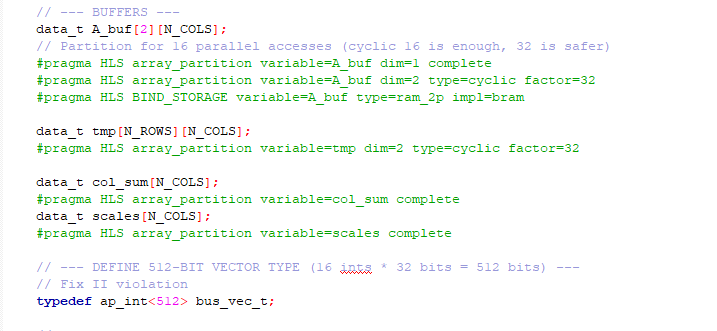 // --- BUFFERS ---
data_t A_buf[2][N_COLS];
// Partition for 16 parallel accesses (cyclic 16 is enough, 32 is safer)
#pragma HLS array_partition variable=A_buf dim=1 complete
#pragma HLS array_partition variable=A_buf dim=2 type=cyclic factor=32
#pragma HLS BIND_STORAGE variable=A_buf type=ram_2p impl=bram
data_t tmp[N_ROWS][N_COLS];
#pragma HLS array_partition variable=tmp dim=2 type=cyclic factor=32
data_t col_sum[N_COLS];
#pragma HLS array_partition variable=col_sum complete
data_t scales[N_COLS];
#pragma HLS array_partition variable=scales complete
// --- DEFINE 512-BIT VECTOR TYPE (16 ints * 32 bits = 512 bits) ---
// Fix II violation
typedef ap_int<512> bus_vec_t;